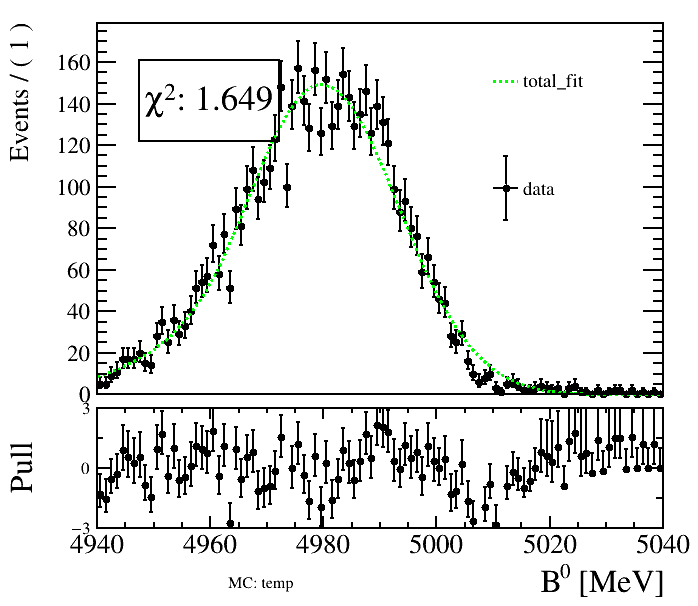 Events / ( 1 )
160
140
120
100
80
60
40
20
0
χ²: 1.649
total_fit
data
Pull
3
0
−3
4940 4960 4980 5000 5020 5040
MC: temp
B⁰ [MeV]